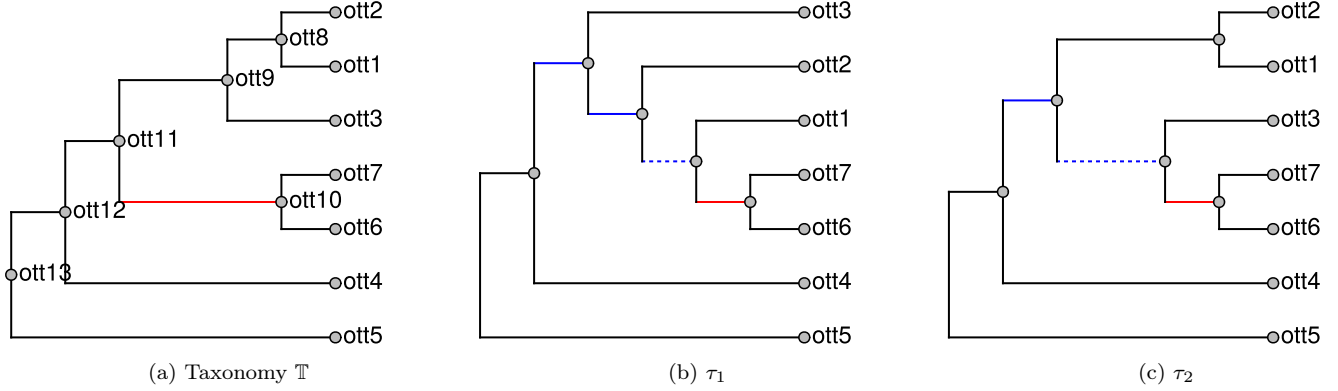 ott2
ott8
ott1
ott9
ott3
ott11
ott7
ott10
ott12
ott6
ott13
ott4
ott5
(a) Taxonomy 𝕋
ott3
ott2
ott1
ott7
ott6
ott4
ott5
(b) τ₁
ott2
ott1
ott3
ott7
ott6
ott4
ott5
(c) τ₂